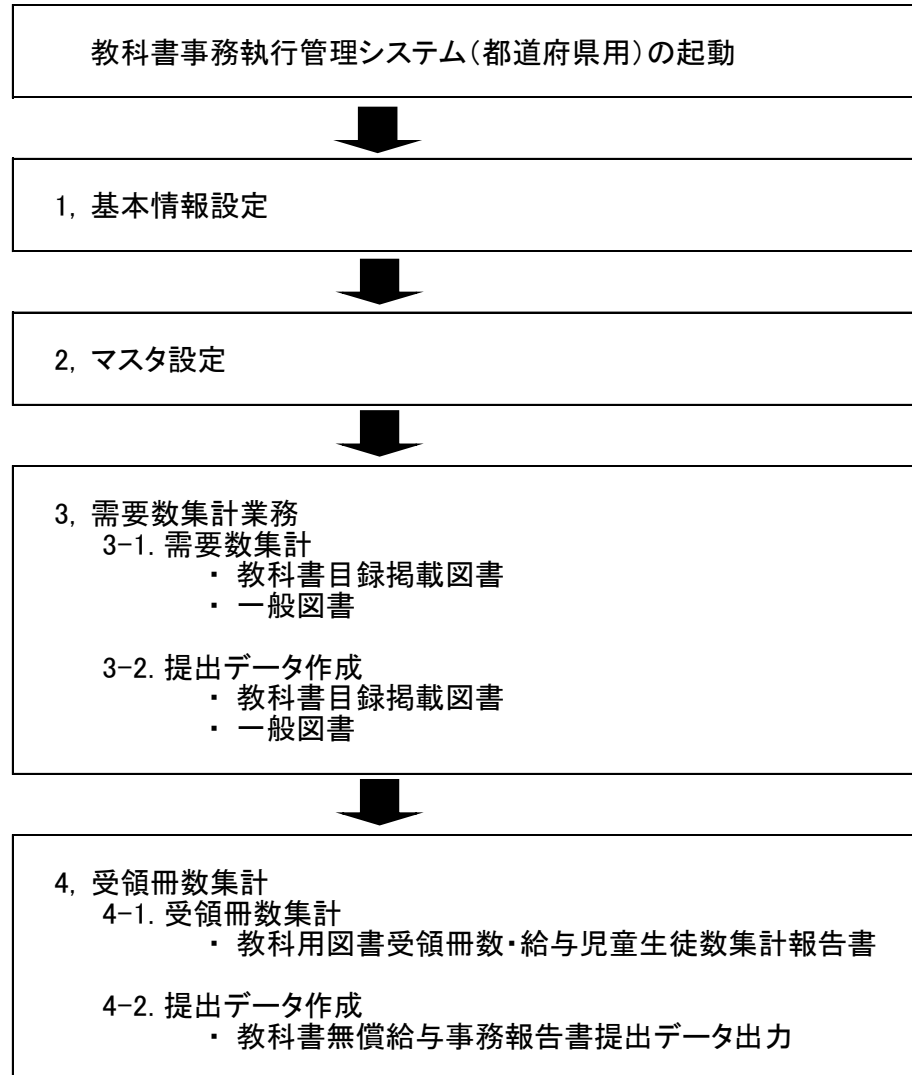 教科書事務執行管理システム(都道府県用)の起動
1, 基本情報設定
2, マスタ設定
3, 需要数集計業務
3-1. 需要数集計
・ 教科書目録掲載図書
・ 一般図書
3-2. 提出データ作成
・ 教科書目録掲載図書
・ 一般図書
4, 受領冊数集計
4-1. 受領冊数集計
・ 教科用図書受領冊数・給与児童生徒数集計報告書
4-2. 提出データ作成
・ 教科書無償給与事務報告書提出データ出力